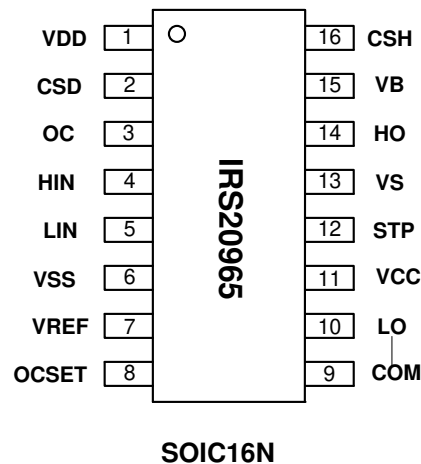 VDD 1 16 CSH
CSD 2 15 VB
OC 3 14 HO
HIN 4 13 VS
LIN 5 12 STP
VSS 6 11 VCC
VREF 7 10 LO
OCSET 8 9 COM
IRS20965
SOIC16N